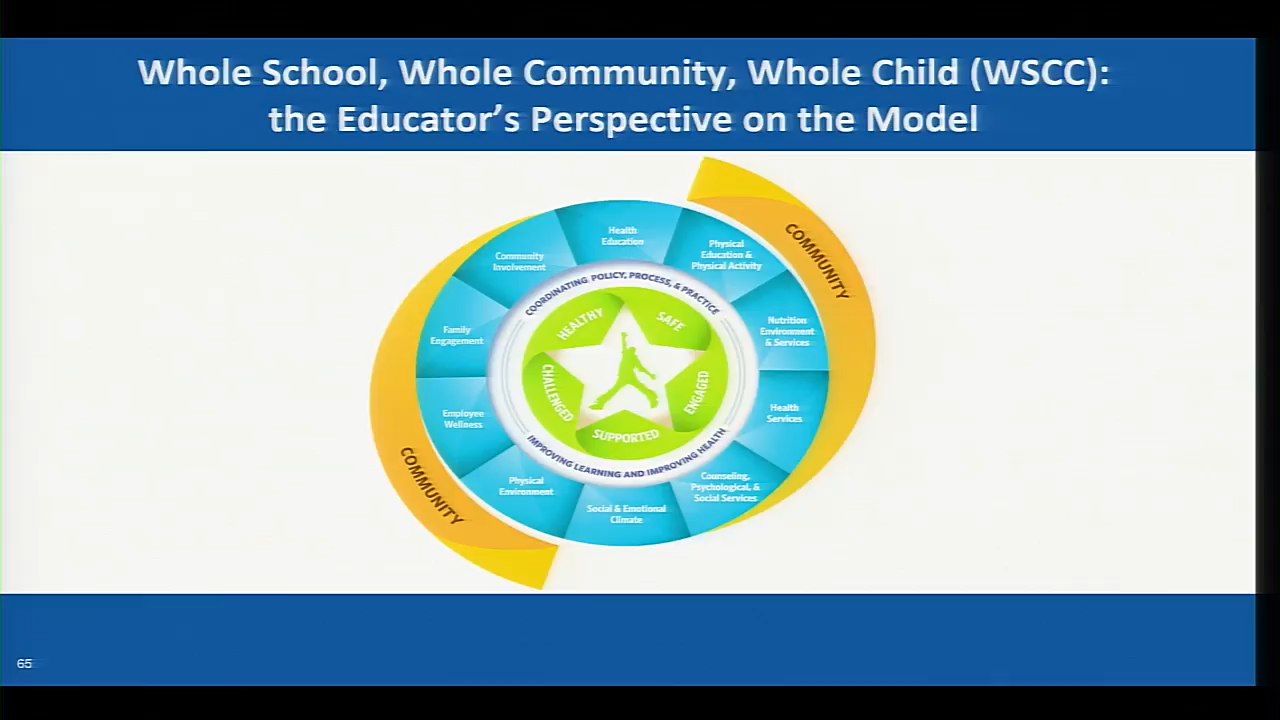 Whole School, Whole Community, Whole Child (WSCC):
the Educator's Perspective on the Model
COMMUNITY
Health
Education
Physical
Education &
Physical Activity
Nutrition
Environment
& Services
Health
Services
Counseling,
Psychological, &
Social Services
Social & Emotional
Climate
Physical
Environment
Employee
Wellness
Family
Engagement
Community
Involvement
COORDINATING POLICY, PROCESS, & PRACTICE
HEALTHY
SAFE
ENGAGED
SUPPORTED
CHALLENGED
IMPROVING LEARNING AND IMPROVING HEALTH
COMMUNITY
65